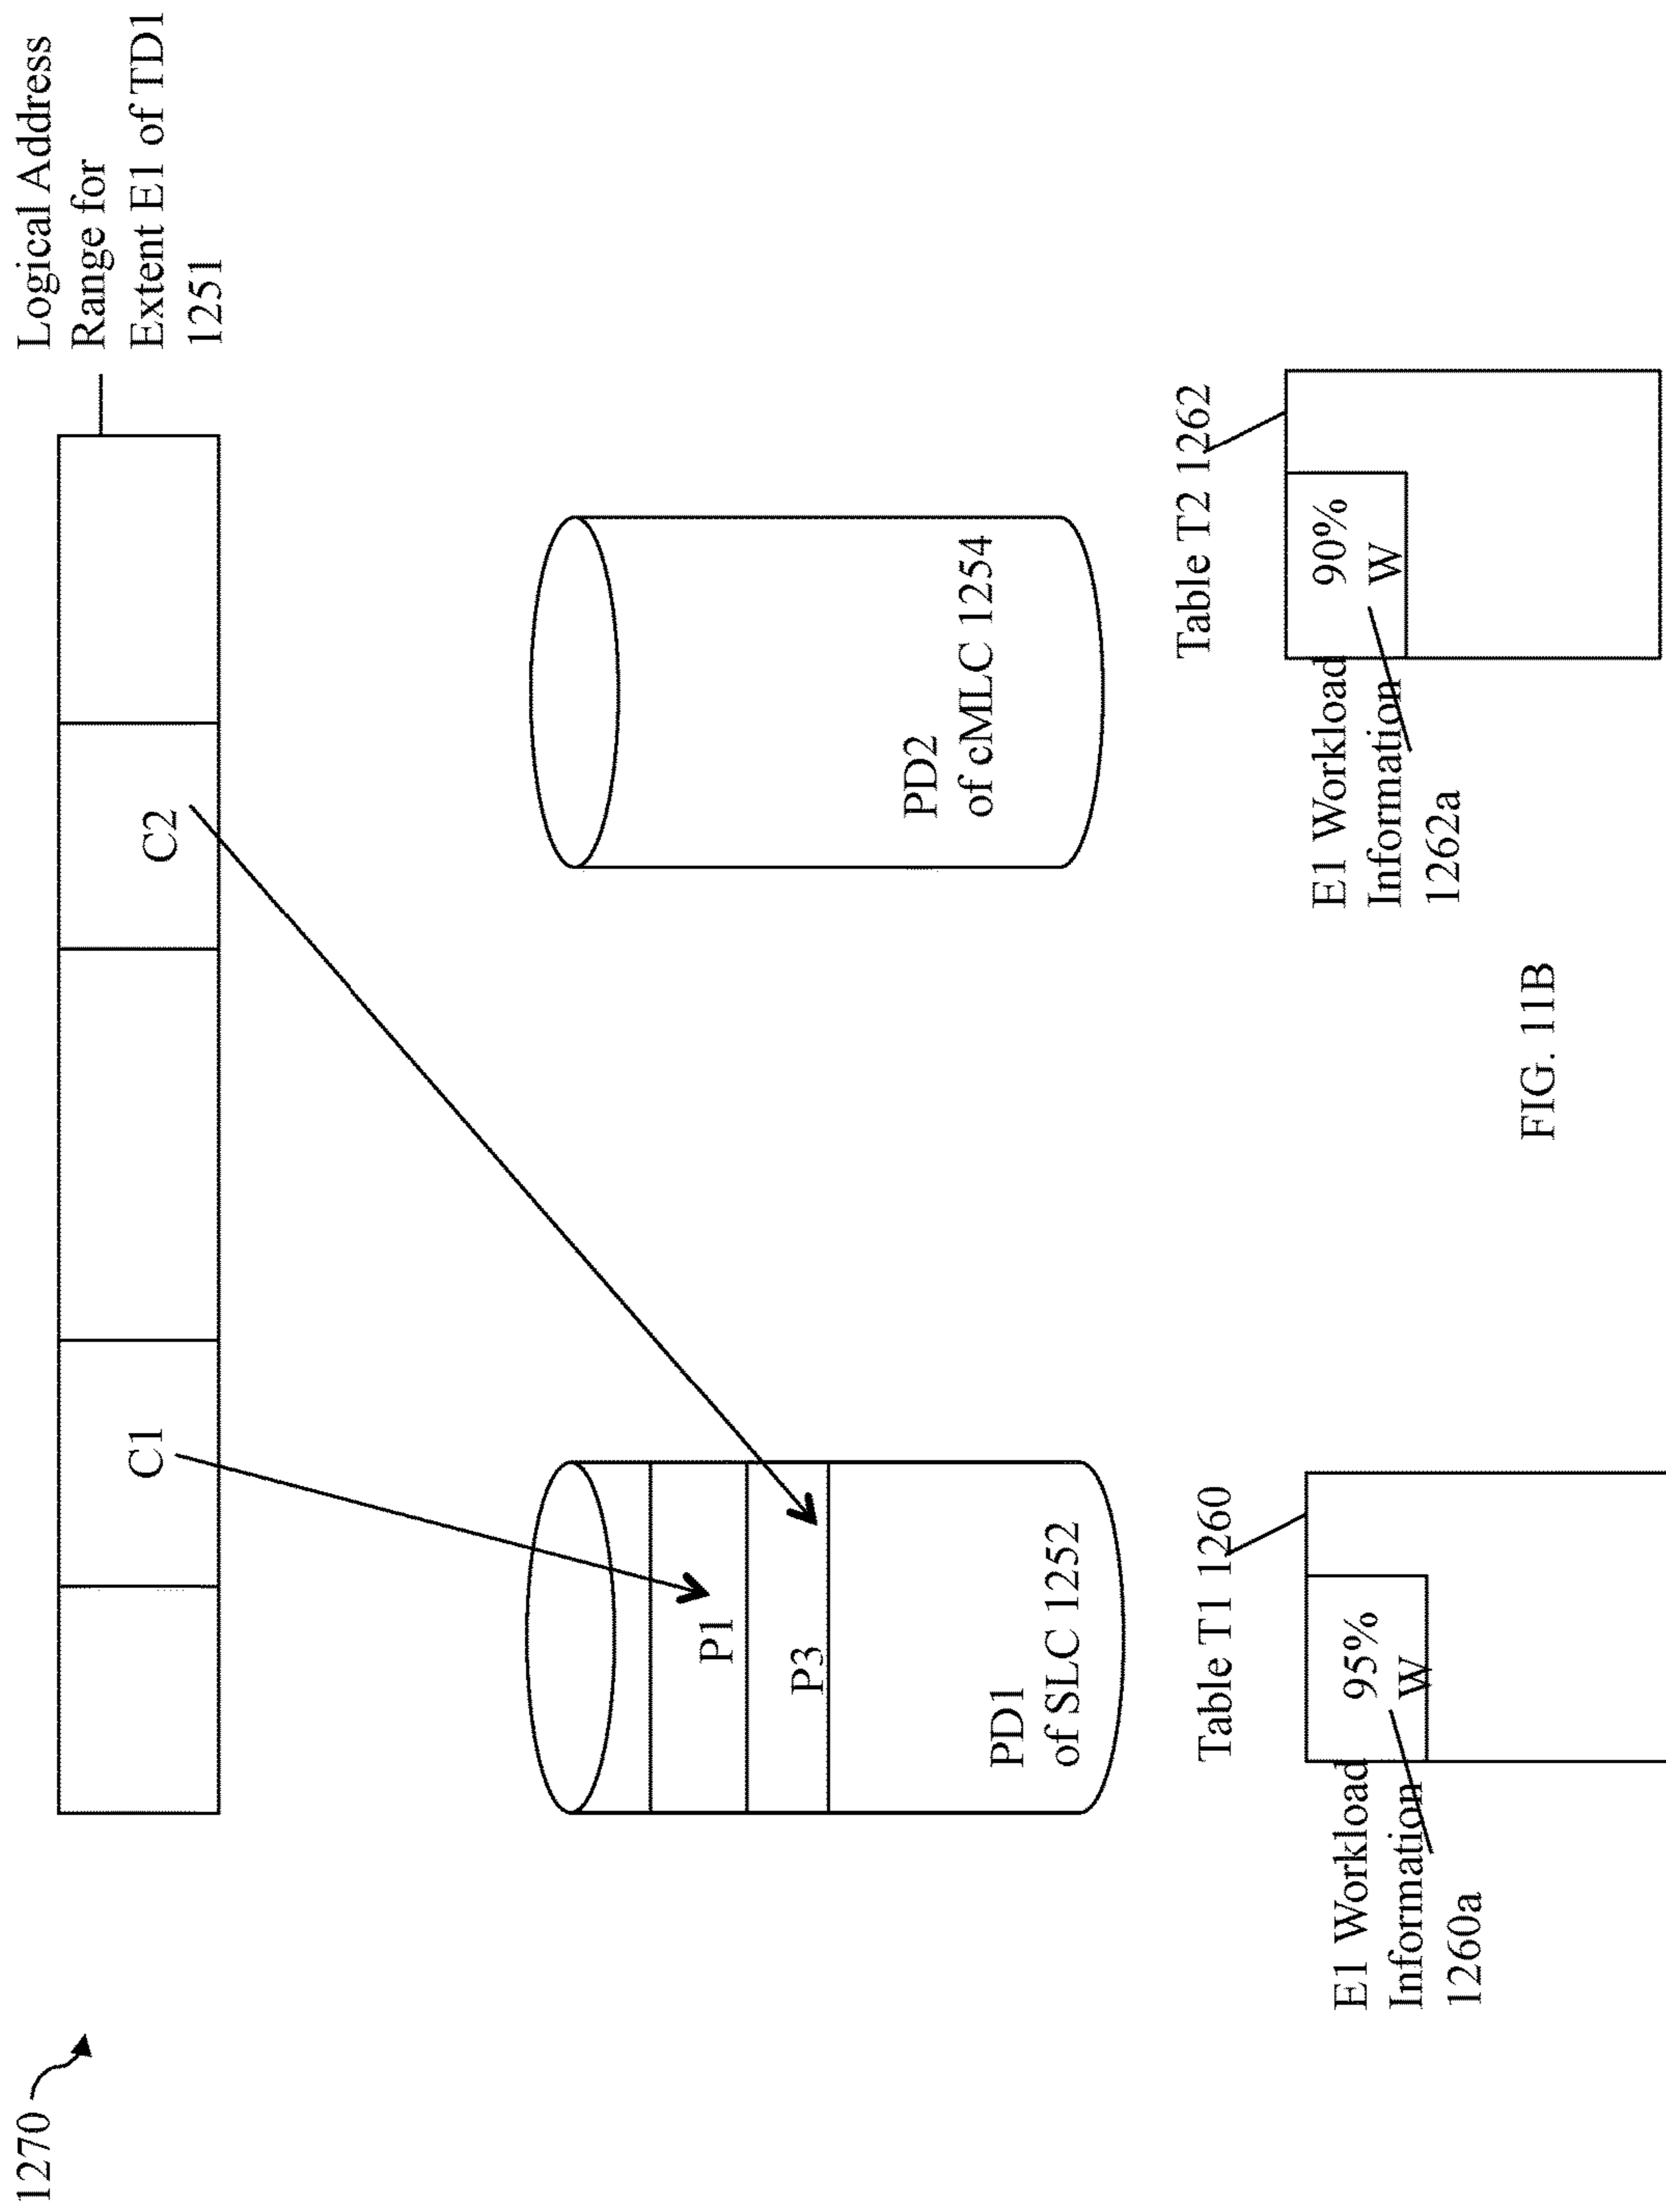 1270
Logical Address
Range for
Extent E1 of TD1
1251
C1
C2
P1
P3
PD1
of SLC 1252
PD2
of cMLC 1254
Table T1 1260
95%
W
E1 Workload
Information
1260a
Table T2 1262
90%
W
E1 Workload
Information
1262a
FIG. 11B